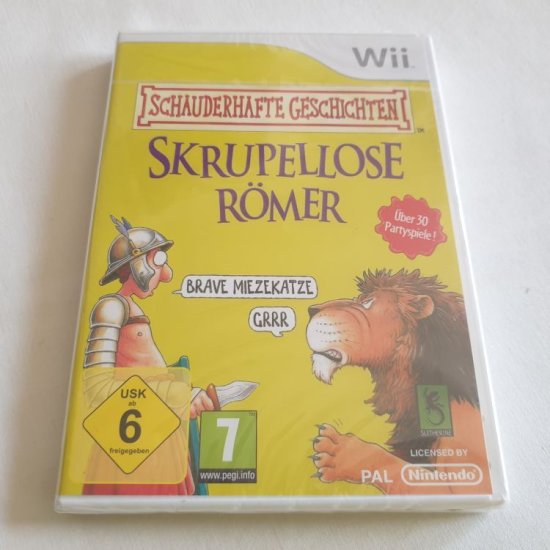 Wii
SCHAUDERHAFTE GESCHICHTEN
TM
SKRUPELLOSE
RÖMER
Über 30
Partyspiele!
BRAVE MIEZEKATZE
GRRR
USK
ab
6
freigegeben
7
www.pegi.info
SLITHERINE
LICENSED BY
PAL
Nintendo